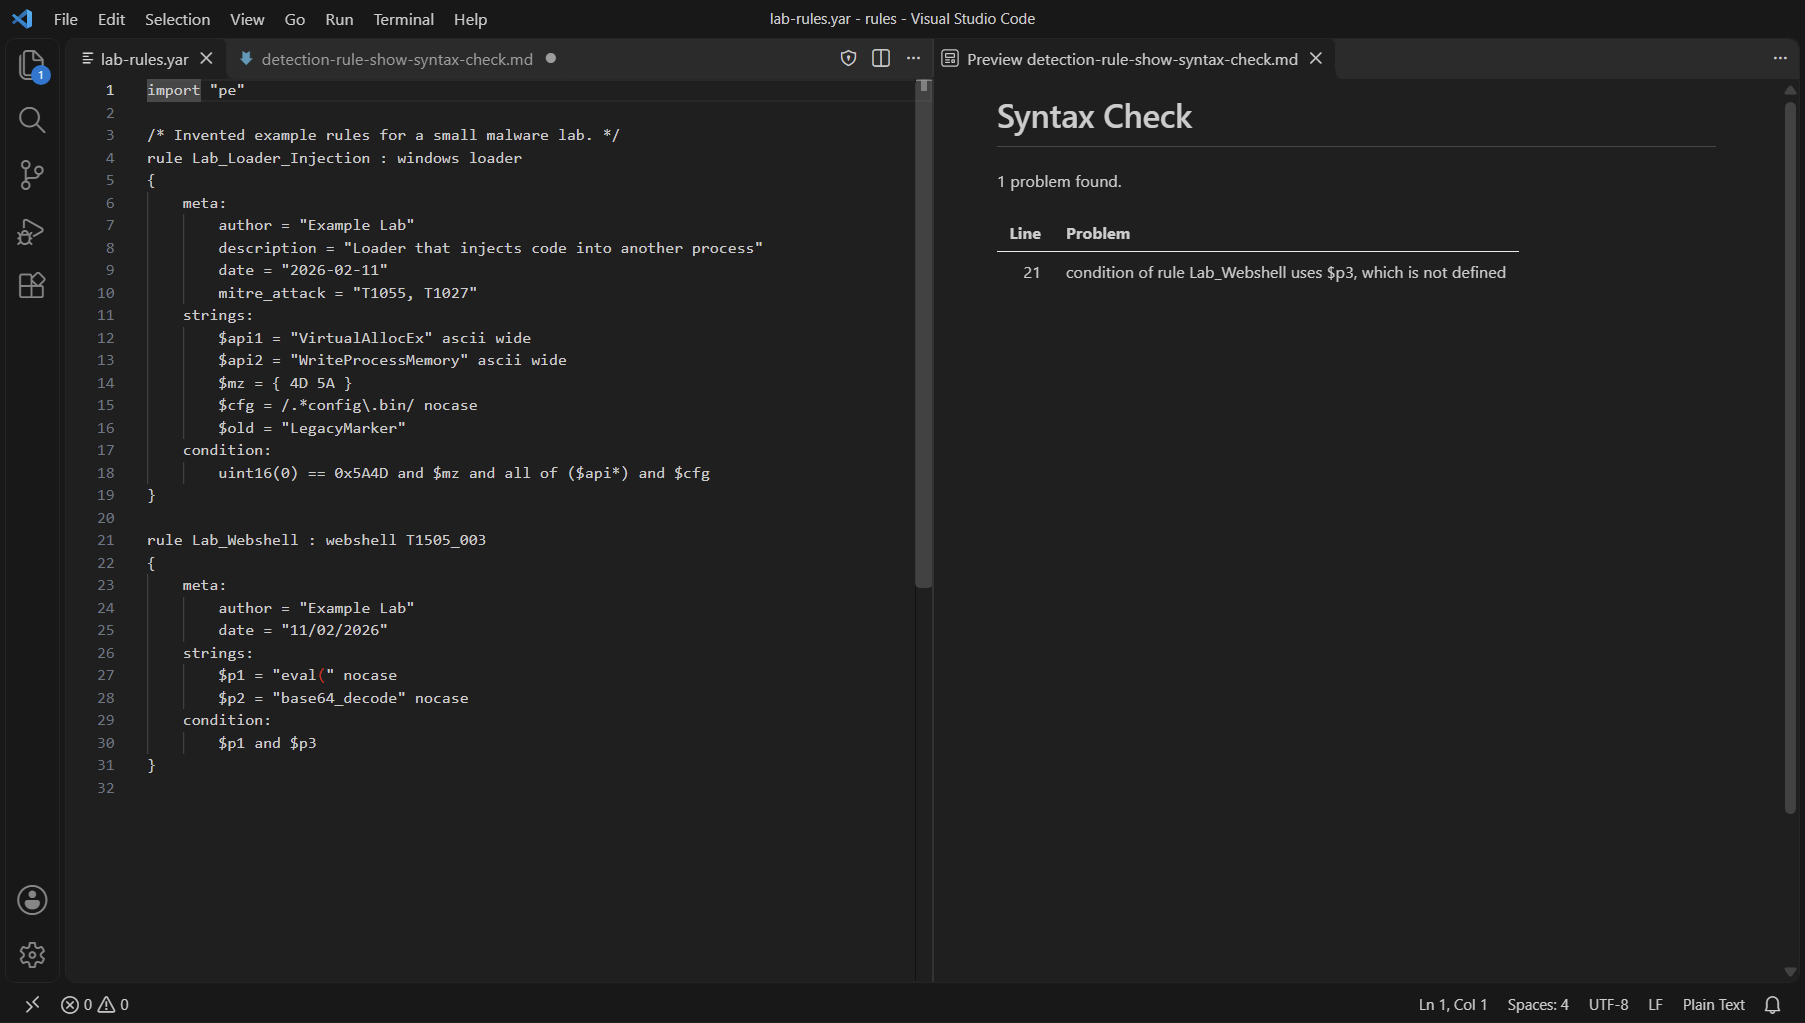 File Edit Selection View Go Run Terminal Help
lab-rules.yar - rules - Visual Studio Code
1
lab-rules.yar
detection-rule-show-syntax-check.md
1 import "pe"
2
3 /* Invented example rules for a small malware lab. */
4 rule Lab_Loader_Injection : windows loader
5 {
6 meta:
7 author = "Example Lab"
8 description = "Loader that injects code into another process"
9 date = "2026-02-11"
10 mitre_attack = "T1055, T1027"
11 strings:
12 $api1 = "VirtualAllocEx" ascii wide
13 $api2 = "WriteProcessMemory" ascii wide
14 $mz = { 4D 5A }
15 $cfg = /.*config\.bin/ nocase
16 $old = "LegacyMarker"
17 condition:
18 uint16(0) == 0x5A4D and $mz and all of ($api*) and $cfg
19 }
20
21 rule Lab_Webshell : webshell T1505_003
22 {
23 meta:
24 author = "Example Lab"
25 date = "11/02/2026"
26 strings:
27 $p1 = "eval(" nocase
28 $p2 = "base64_decode" nocase
29 condition:
30 $p1 and $p3
31 }
32
Preview detection-rule-show-syntax-check.md
Syntax Check
1 problem found.
Line Problem
21 condition of rule Lab_Webshell uses $p3, which is not defined
0 0
Ln 1, Col 1 Spaces: 4 UTF-8 LF Plain Text